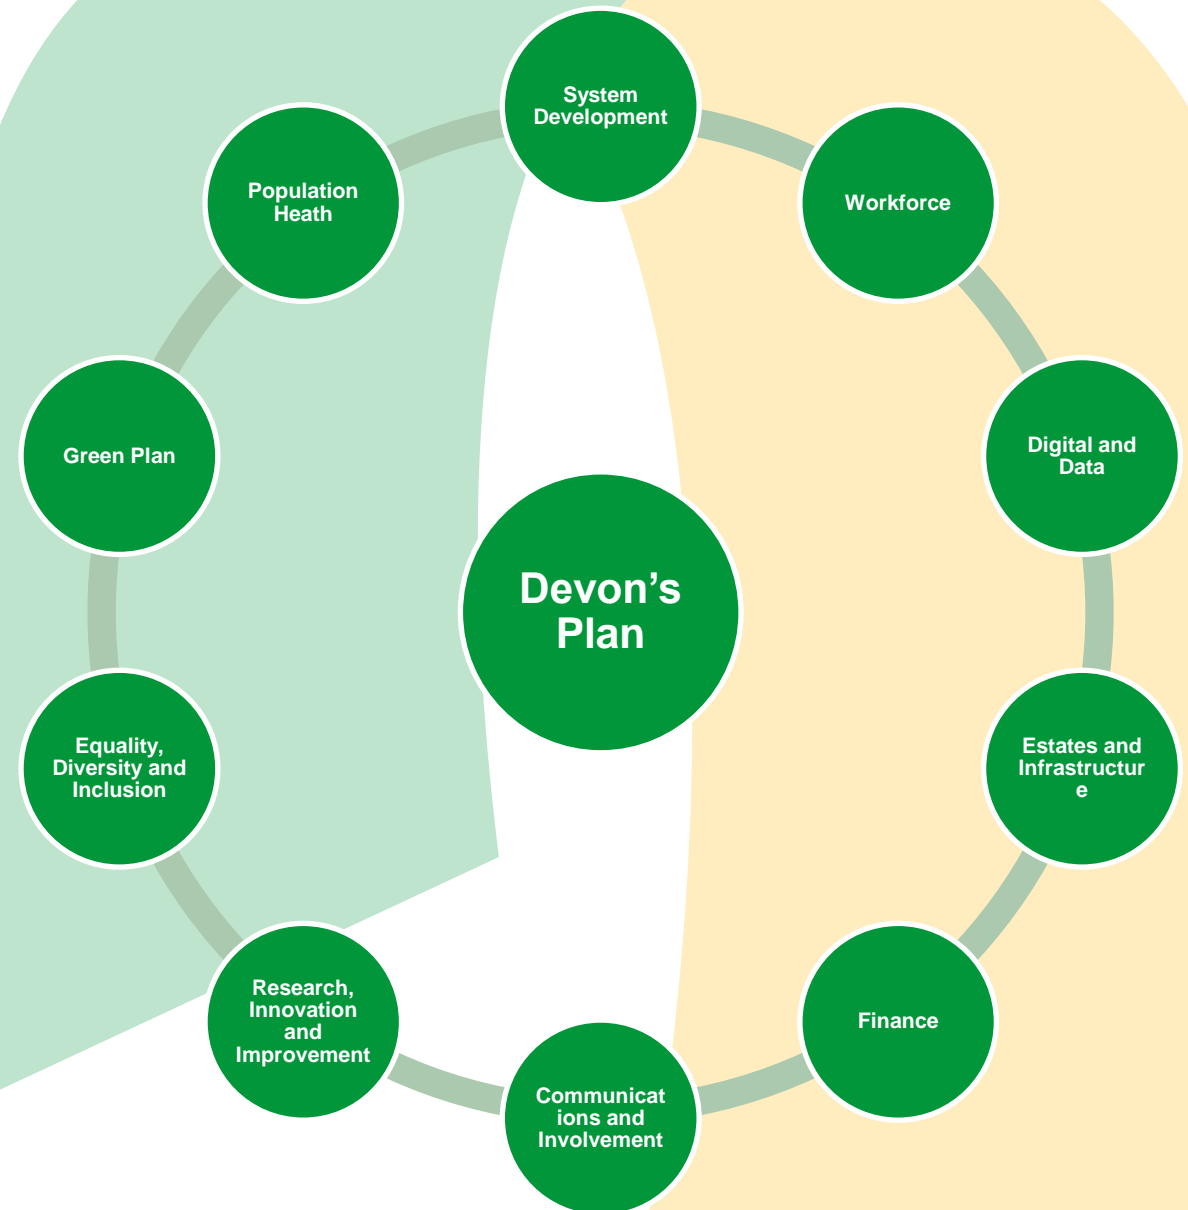 System
Development
Workforce
Digital and
Data
Estates and
Infrastructur
e
Finance
Communicat
ions and
Involvement
Research,
Innovation
and
Improvement
Equality,
Diversity and
Inclusion
Green Plan
Population
Heath
Devon’s
Plan